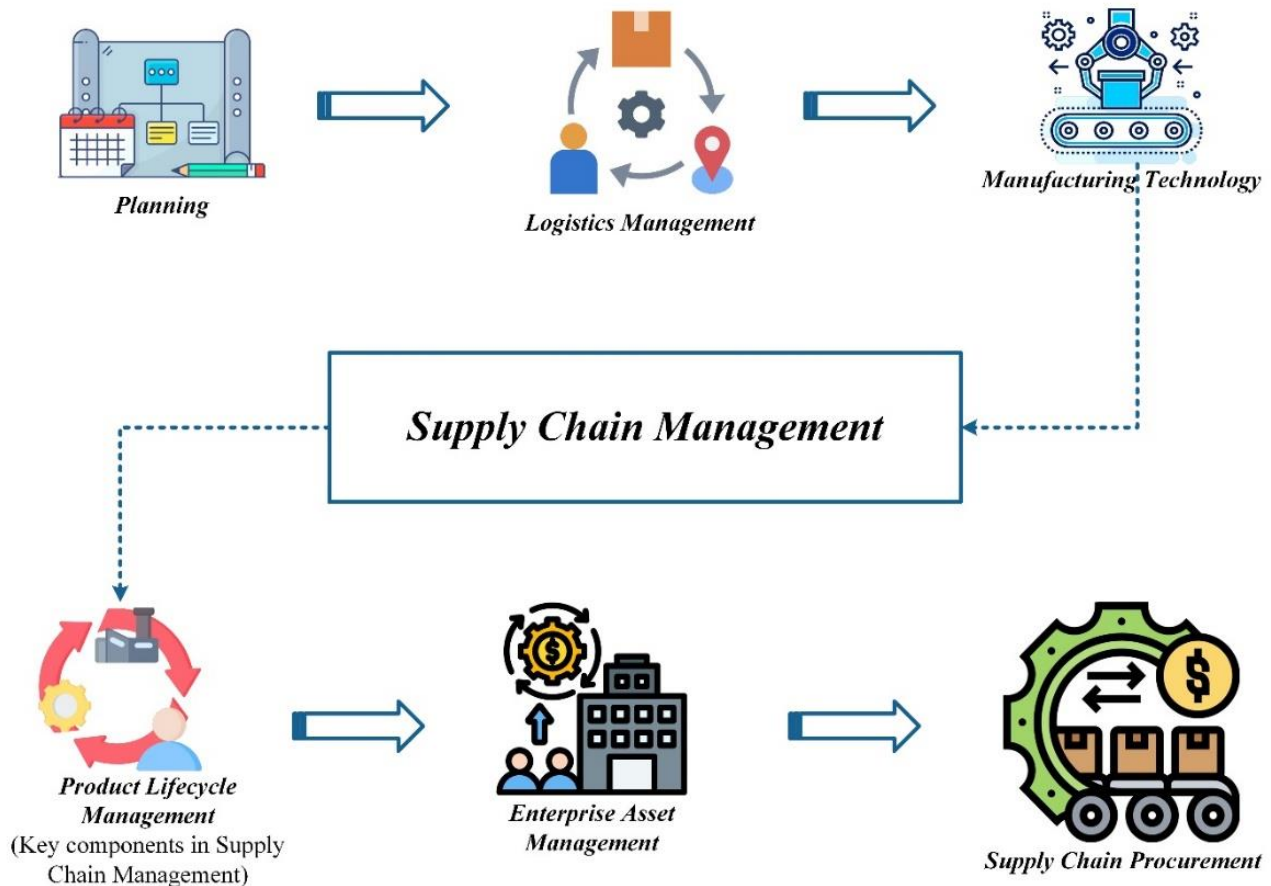 Planning
Logistics Management
Manufacturing Technology
Supply Chain Management
Product Lifecycle
Management
(Key components in Supply
Chain Management)
Enterprise Asset
Management
Supply Chain Procurement